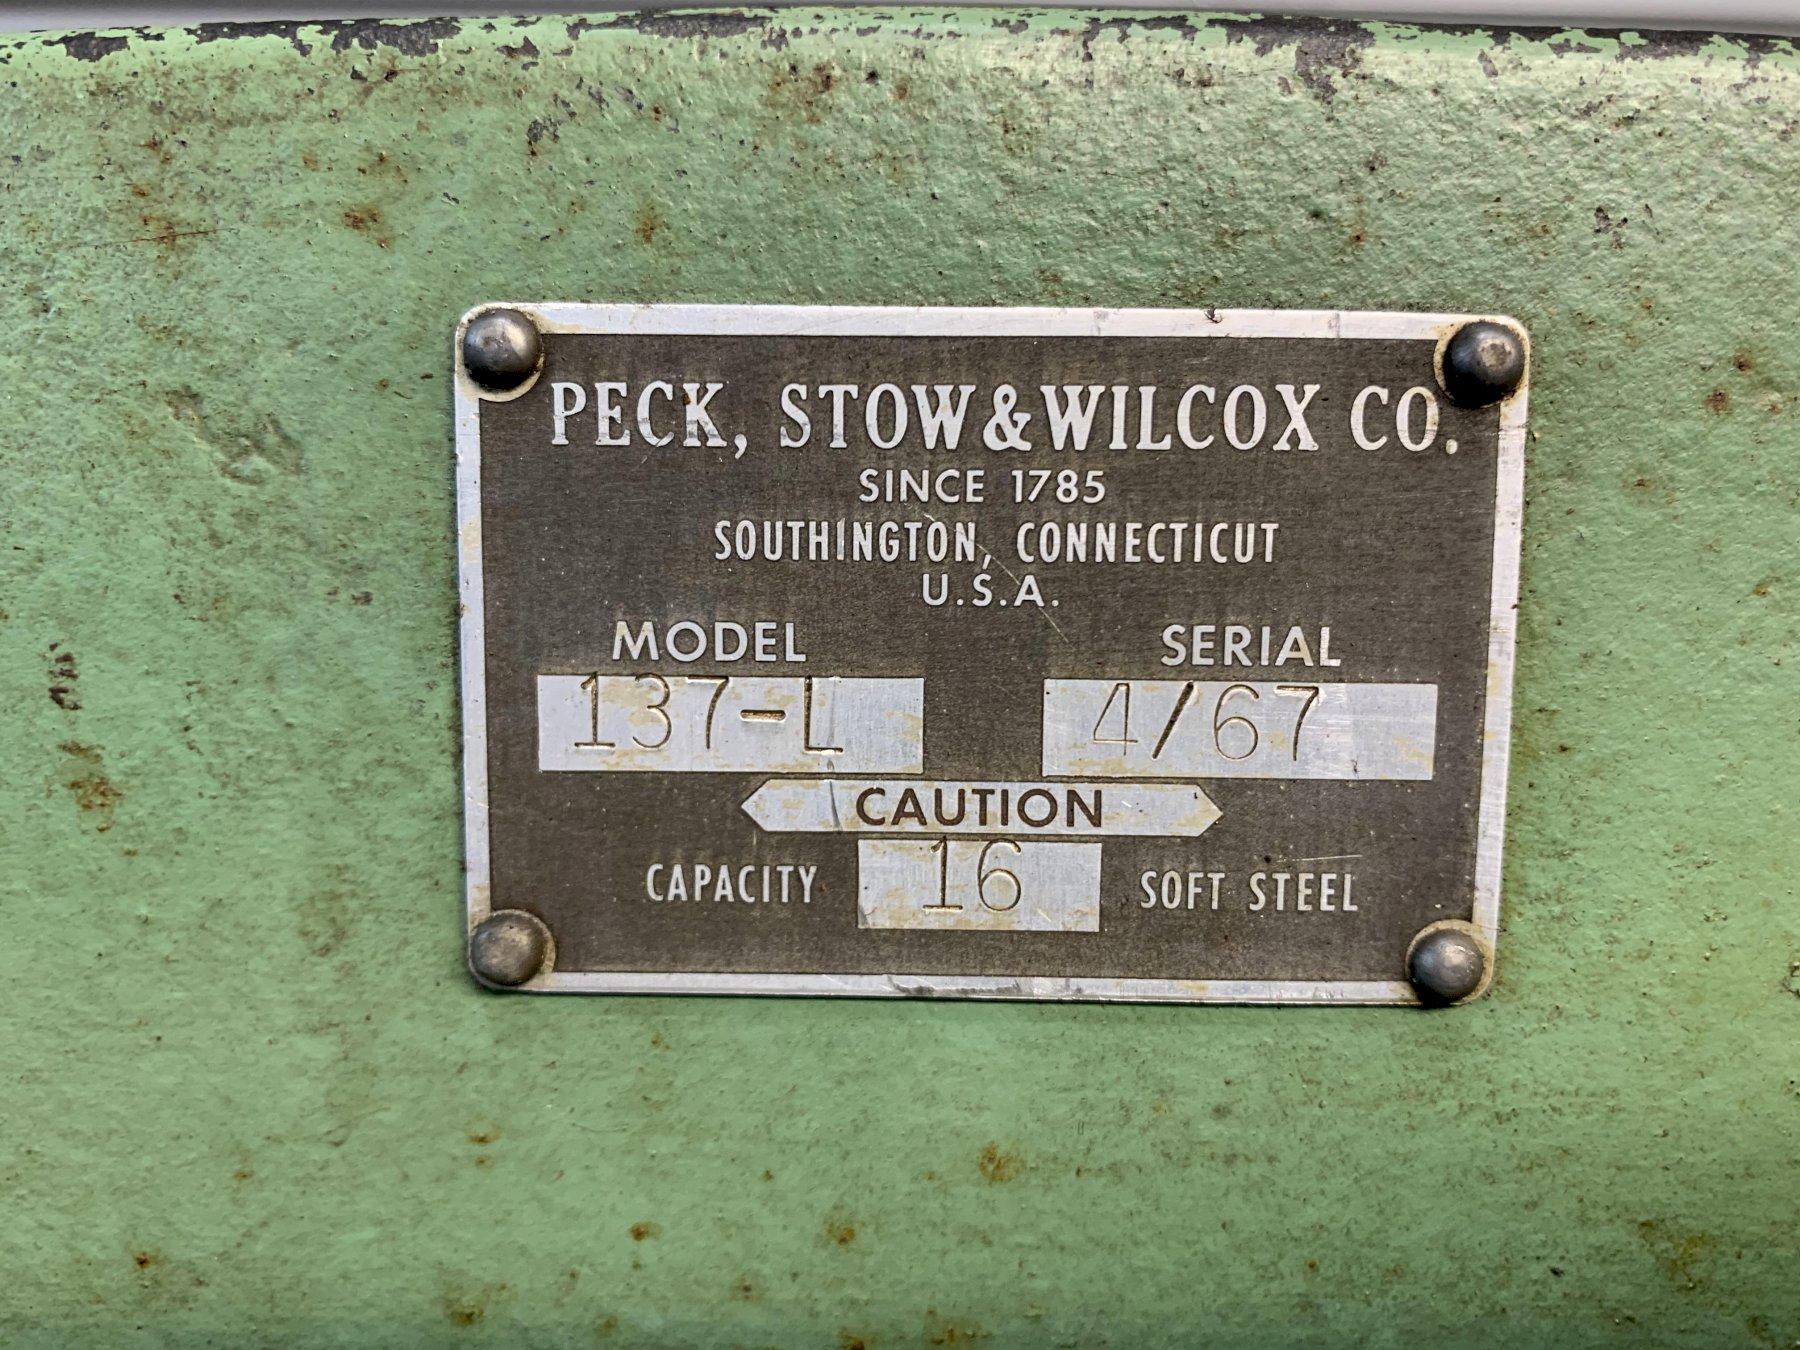 PECK, STOW & WILCOX CO.
SINCE 1785
SOUTHINGTON, CONNECTICUT
U.S.A.
MODEL SERIAL
137-L 4/67
CAUTION
CAPACITY 16 SOFT STEEL